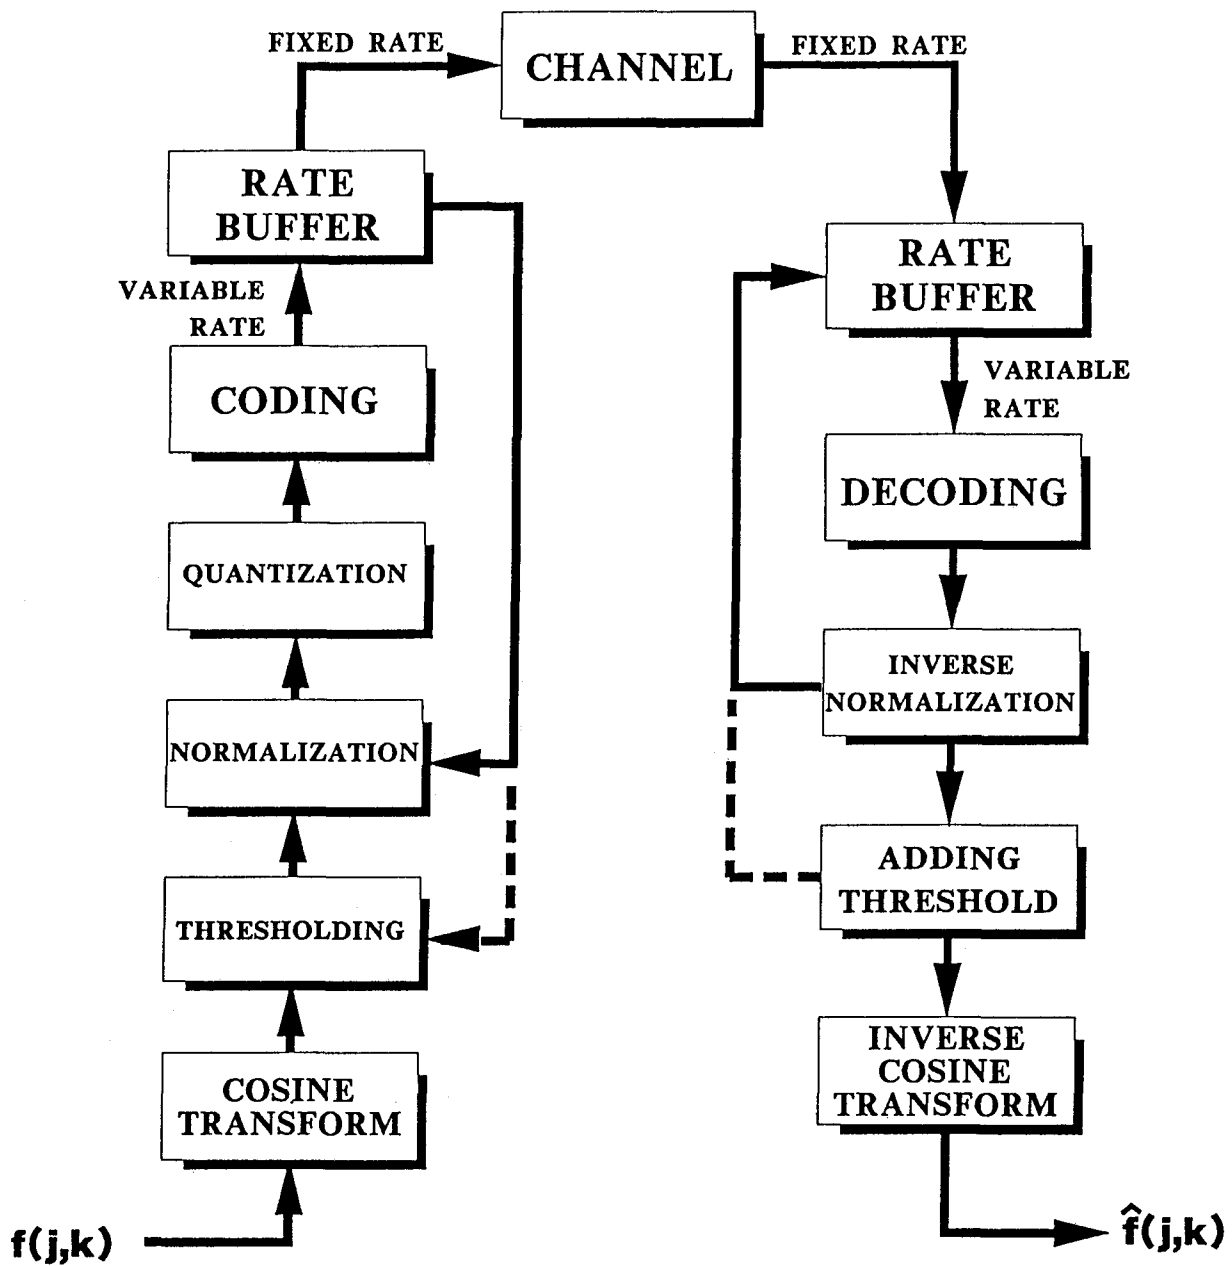 FIXED RATE
CHANNEL
FIXED RATE
RATE
BUFFER
VARIABLE
RATE
CODING
QUANTIZATION
NORMALIZATION
THRESHOLDING
COSINE
TRANSFORM
f(j,k)
RATE
BUFFER
VARIABLE
RATE
DECODING
INVERSE
NORMALIZATION
ADDING
THRESHOLD
INVERSE
COSINE
TRANSFORM
f̂(j,k)